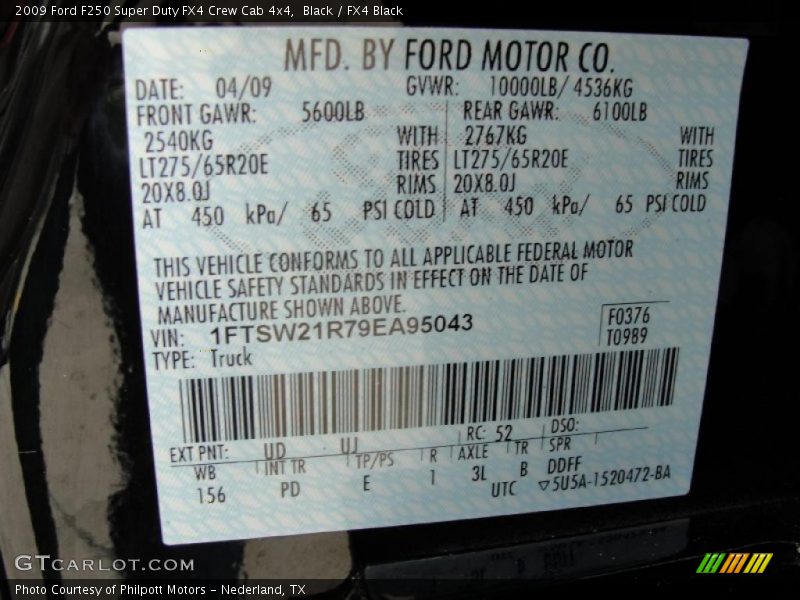 2009 Ford F250 Super Duty FX4 Crew Cab 4x4, Black / FX4 Black
MFD. BY FORD MOTOR CO.
DATE: 04/09 GVWR: 10000LB/ 4536KG
FRONT GAWR: 5600LB REAR GAWR: 6100LB
2540KG WITH 2767KG WITH
LT275/65R20E TIRES LT275/65R20E TIRES
20X8.0J RIMS 20X8.0J RIMS
AT 450 kPa/ 65 PSI COLD AT 450 kPa/ 65 PSI COLD
THIS VEHICLE CONFORMS TO ALL APPLICABLE FEDERAL MOTOR
VEHICLE SAFETY STANDARDS IN EFFECT ON THE DATE OF
MANUFACTURE SHOWN ABOVE.
VIN: 1FTSW21R79EA95043 F0376
TYPE: Truck T0989
EXT PNT: UD UJ RC: 52 DSO:
WB INT TR TP/PS R AXLE TR SPR
156 PD E 1 3L B DDFF
UTC ▽5U5A-1520472-BA
GTCARLOT.COM
Photo Courtesy of Philpott Motors - Nederland, TX